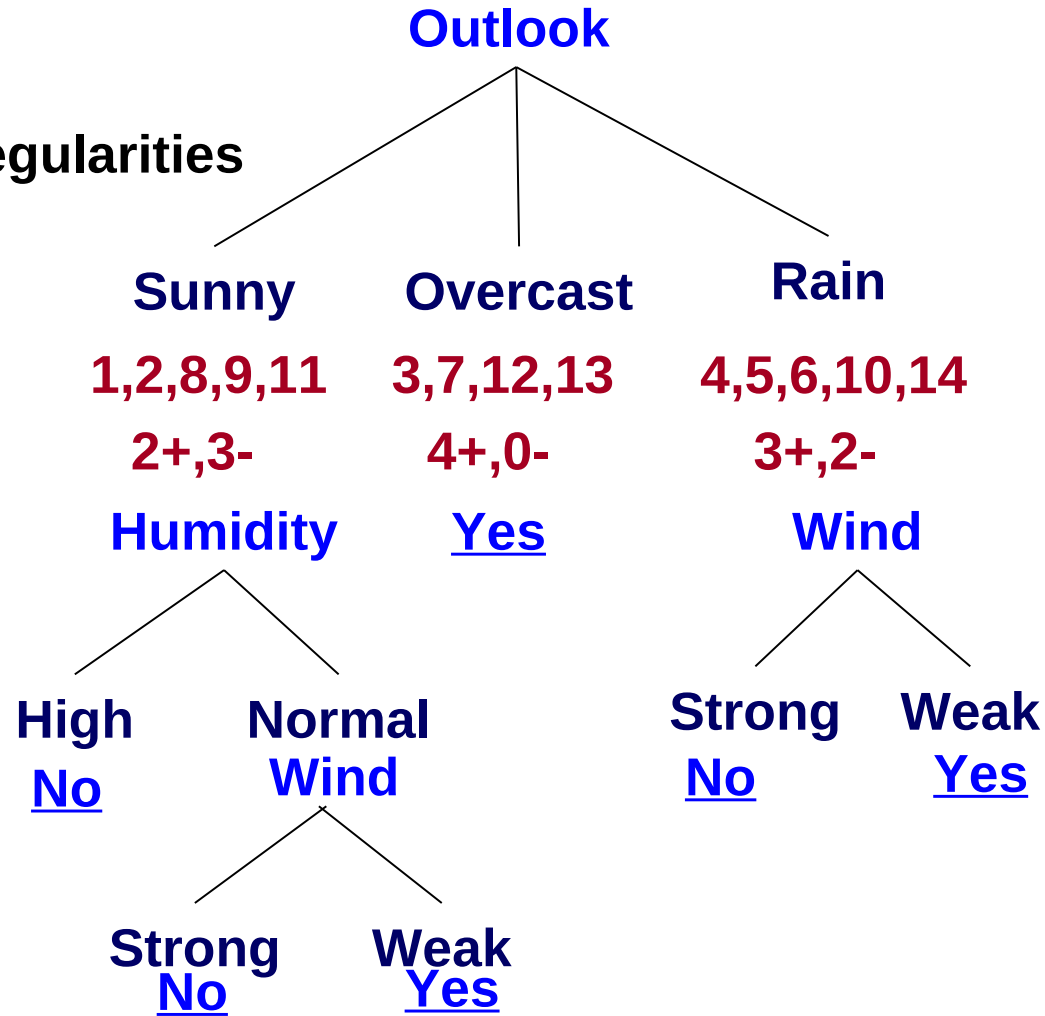 Outlook
egularities
Sunny Overcast Rain
1,2,8,9,11 3,7,12,13 4,5,6,10,14
2+,3- 4+,0- 3+,2-
Humidity Yes Wind
High Normal Strong Weak
No Wind No Yes
Strong Weak
No Yes